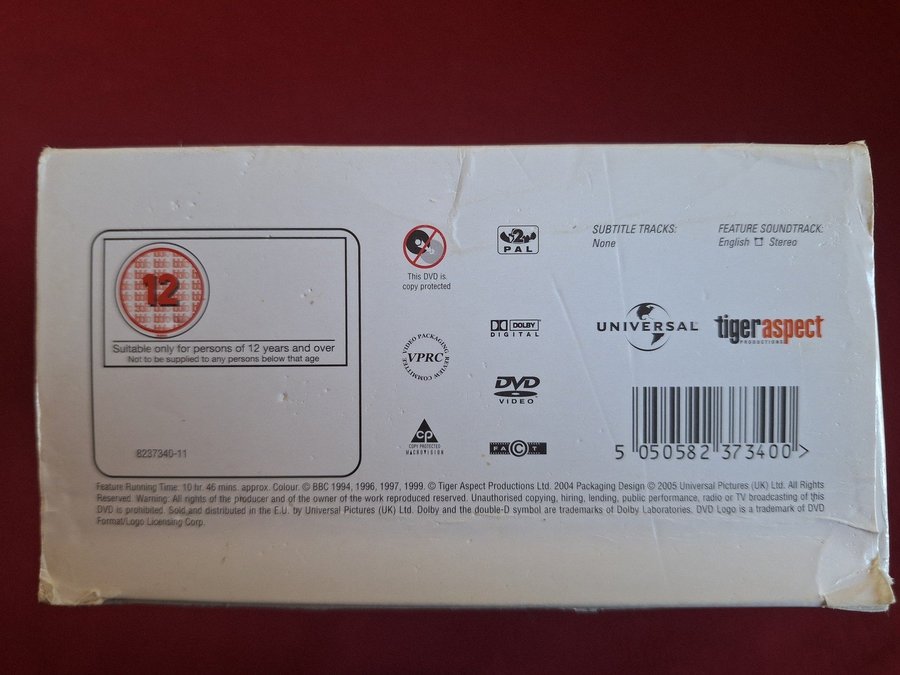 12
Suitable only for persons of 12 years and over
Not to be supplied to any persons below that age
8237340-11
This DVD is
copy protected
VIDEO PACKAGING
VPRC
REVIEW COMMITTEE
CP
COPY PROTECTED
MACROVISION
2
PAL
DOLBY
DIGITAL
DVD
VIDEO
FACT
SUBTITLE TRACKS:
None
FEATURE SOUNDTRACK:
English Stereo
UNIVERSAL
tigeraspect
PRODUCTIONS
5 050582 373400 >
Feature Running Time: 10 hr. 46 mins. approx. Colour. © BBC 1994, 1996, 1997, 1999. © Tiger Aspect Productions Ltd. 2004 Packaging Design © 2005 Universal Pictures (UK) Ltd. All Rights
Reserved. Warning: All rights of the producer and of the owner of the work reproduced reserved. Unauthorised copying, hiring, lending, public performance, radio or TV broadcasting of this
DVD is prohibited. Sold and distributed in the E.U. by Universal Pictures (UK) Ltd. Dolby and the double-D symbol are trademarks of Dolby Laboratories. DVD Logo is a trademark of DVD
Format/Logo Licensing Corp.